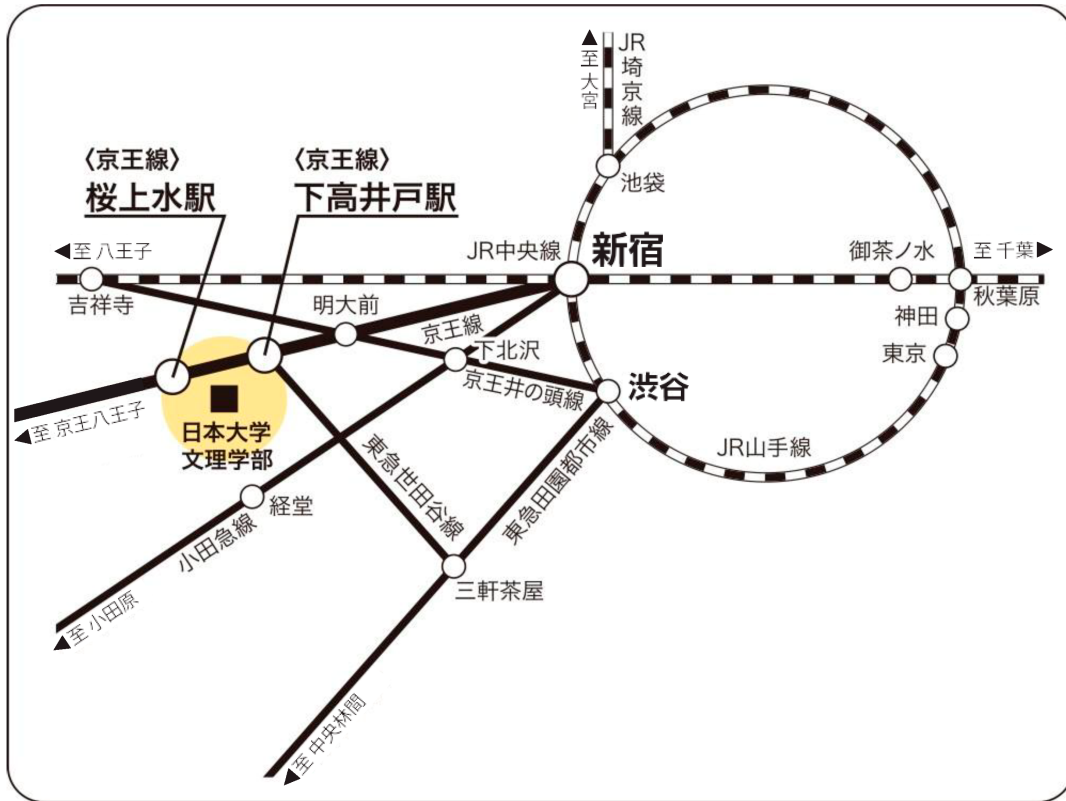 至 大宮
JR埼京線
池袋
〈京王線〉
桜上水駅
〈京王線〉
下高井戸駅
至 八王子
JR中央線
新宿
御茶ノ水
至 千葉
吉祥寺
明大前
京王線
秋葉原
神田
下北沢
東京
京王井の頭線
渋谷
至 京王八王子
日本大学
文理学部
東急世田谷線
東急田園都市線
JR山手線
経堂
小田急線
三軒茶屋
至 小田原
至 中央林間